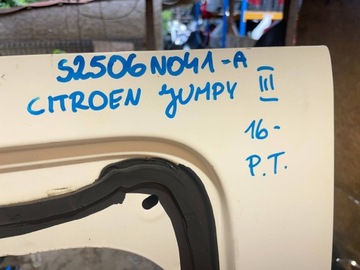 S2506N041-A
CITROEN JUMPY III
16-
P.T.